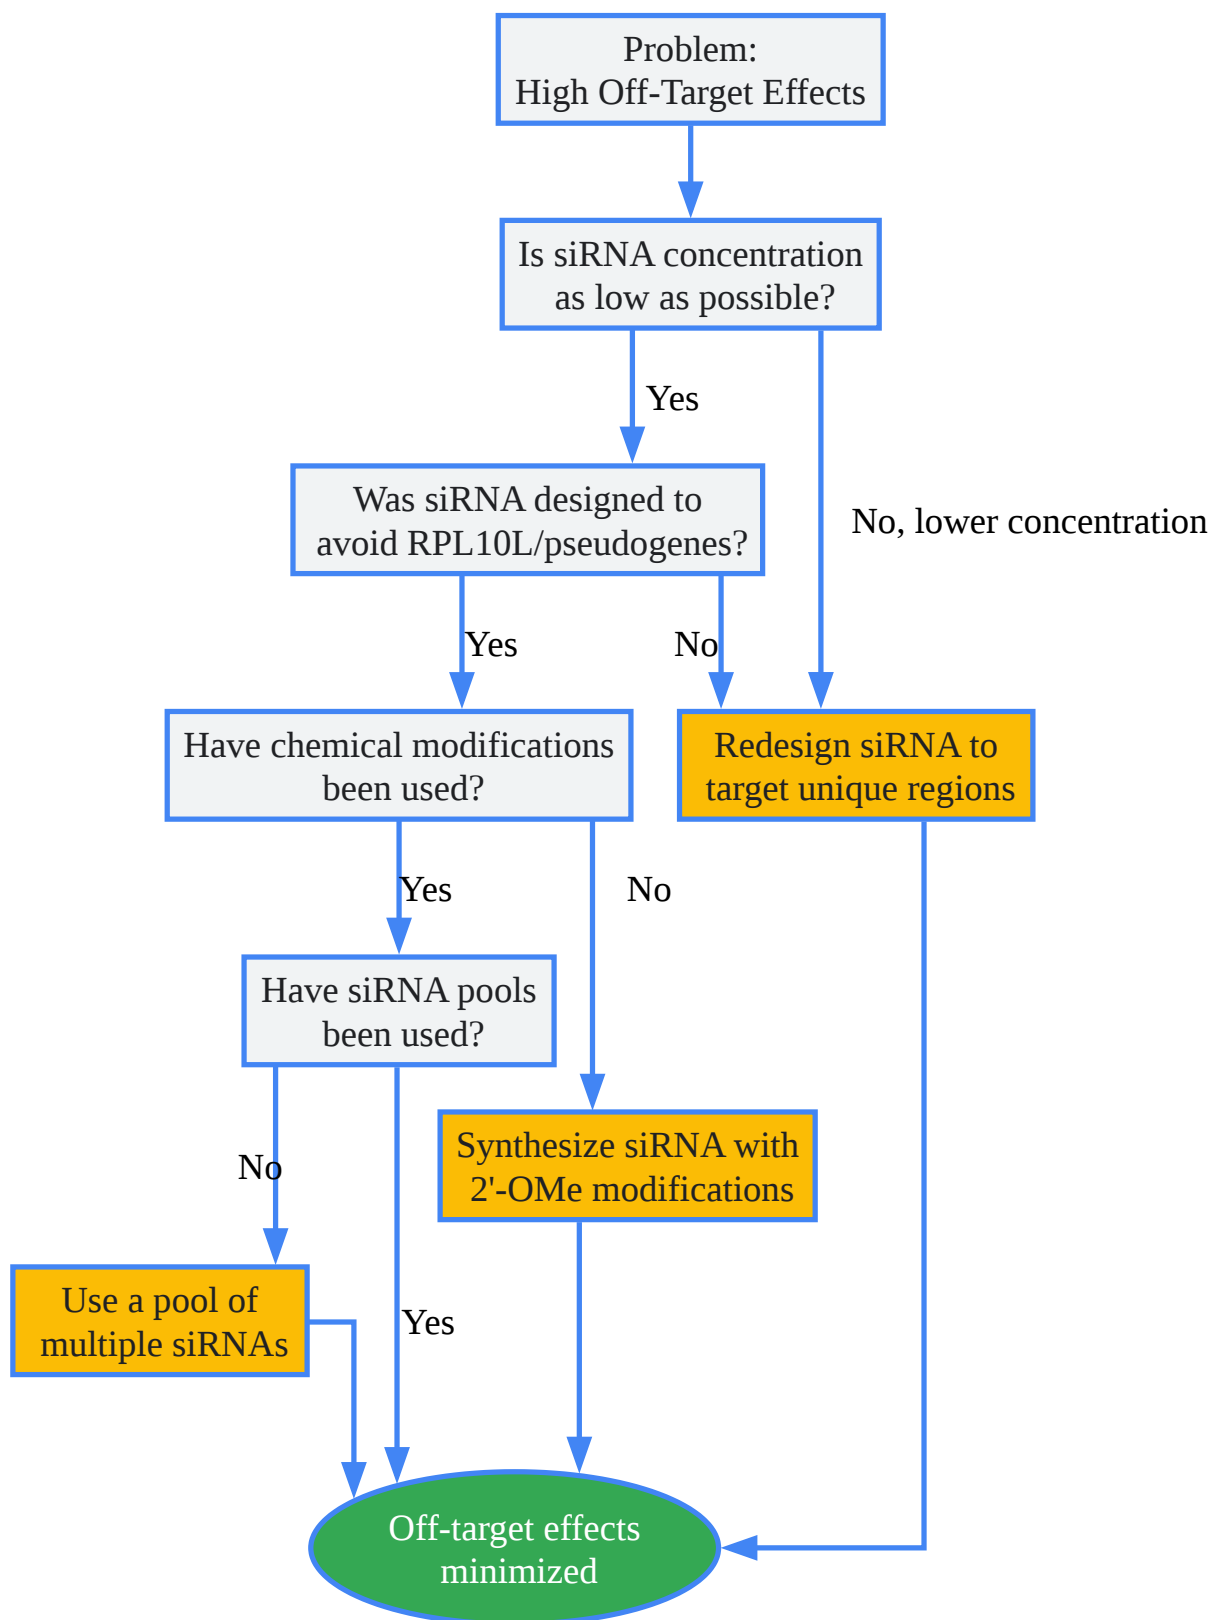 Problem:
High Off-Target Effects
Is siRNA concentration
as low as possible?
Yes
Was siRNA designed to
avoid RPL10L/pseudogenes?
No, lower concentration
Yes
No
Have chemical modifications
been used?
Redesign siRNA to
target unique regions
Yes
No
Have siRNA pools
been used?
Synthesize siRNA with
2'-OMe modifications
No
Use a pool of
multiple siRNAs
Yes
Off-target effects
minimized